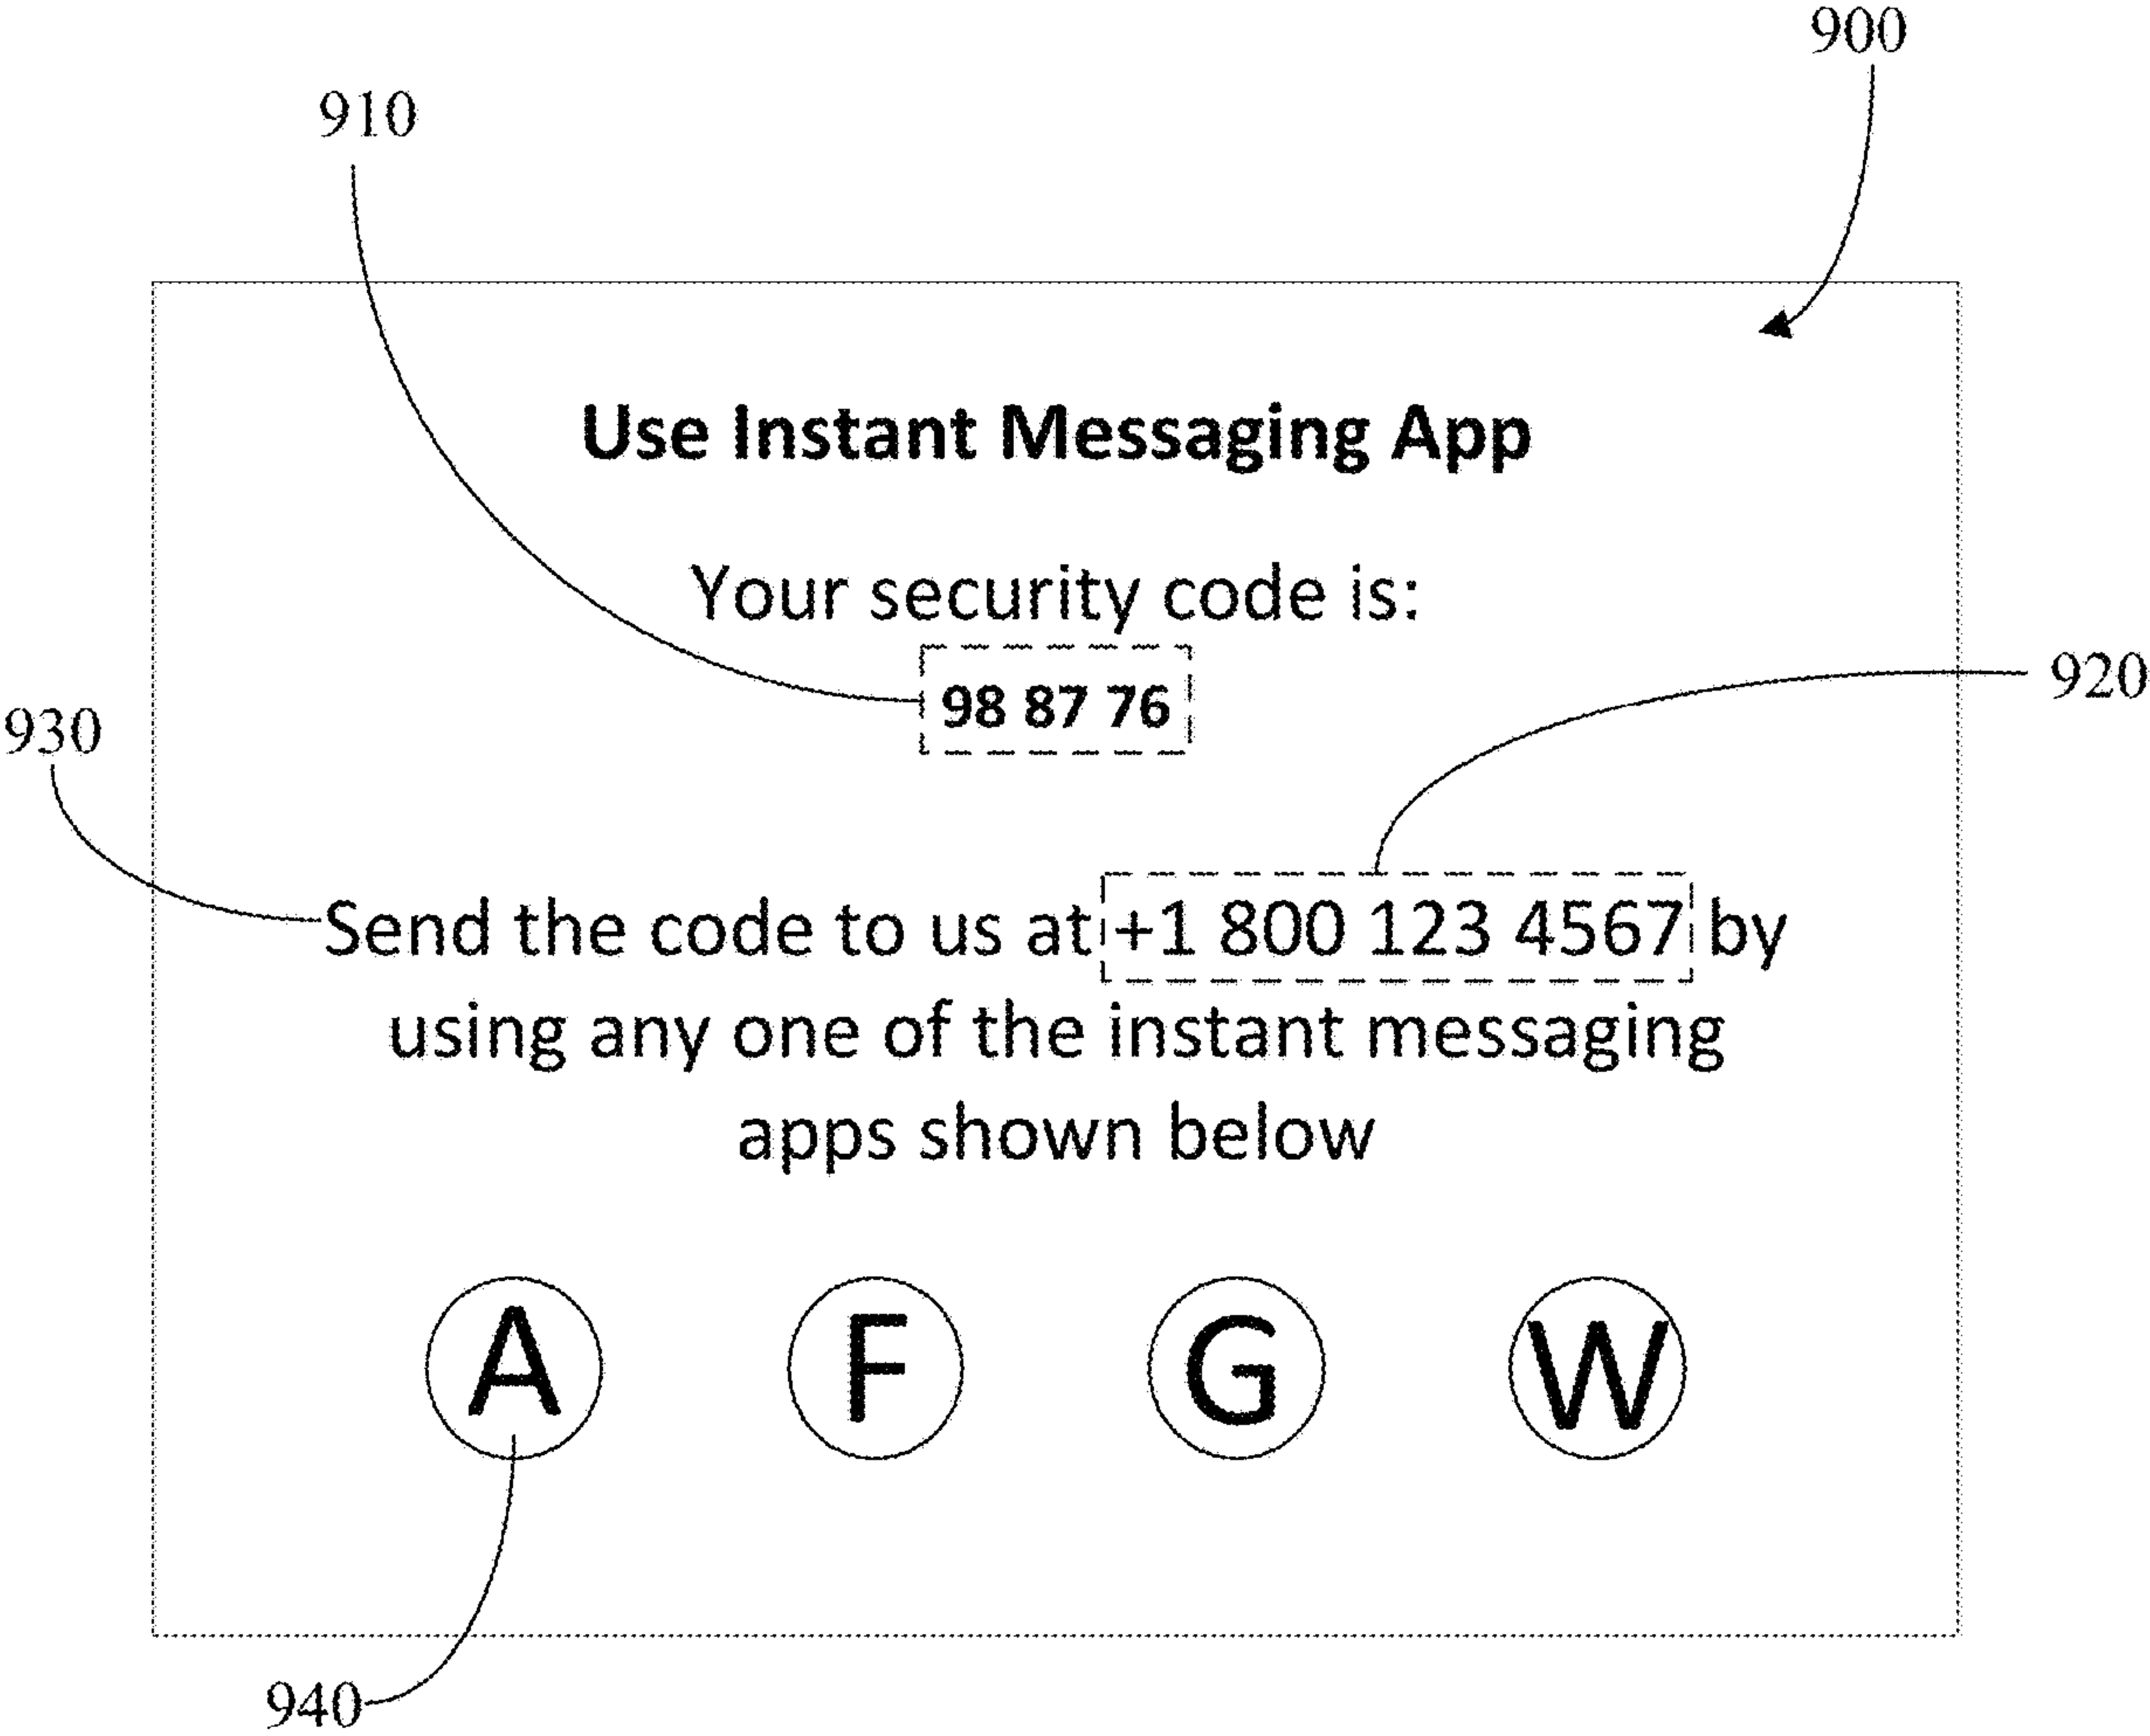 900
910
Use Instant Messaging App
Your security code is:
98 87 76
920
930
Send the code to us at +1 800 123 4567 by
using any one of the instant messaging
apps shown below
A F G W
940